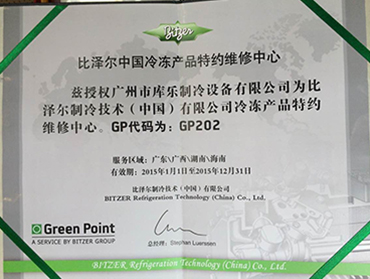 Bitzer
比泽尔中国冷冻产品特约维修中心
兹授权广州市库乐制冷设备有限公司为比
泽尔制冷技术（中国）有限公司冷冻产品特约
维修中心。GP代码为：GP202
服务区域：广东\广西\湖南\海南
有效期：2015年1月1日至2015年12月31日
比泽尔制冷技术（中国）有限公司
BITZER Refrigeration Technology (China) Co., Ltd.
Green Point
A SERVICE BY BITZER GROUP
总经理：Stephan Luerssen
BITZER Refrigeration Technology (China) Co., Ltd.